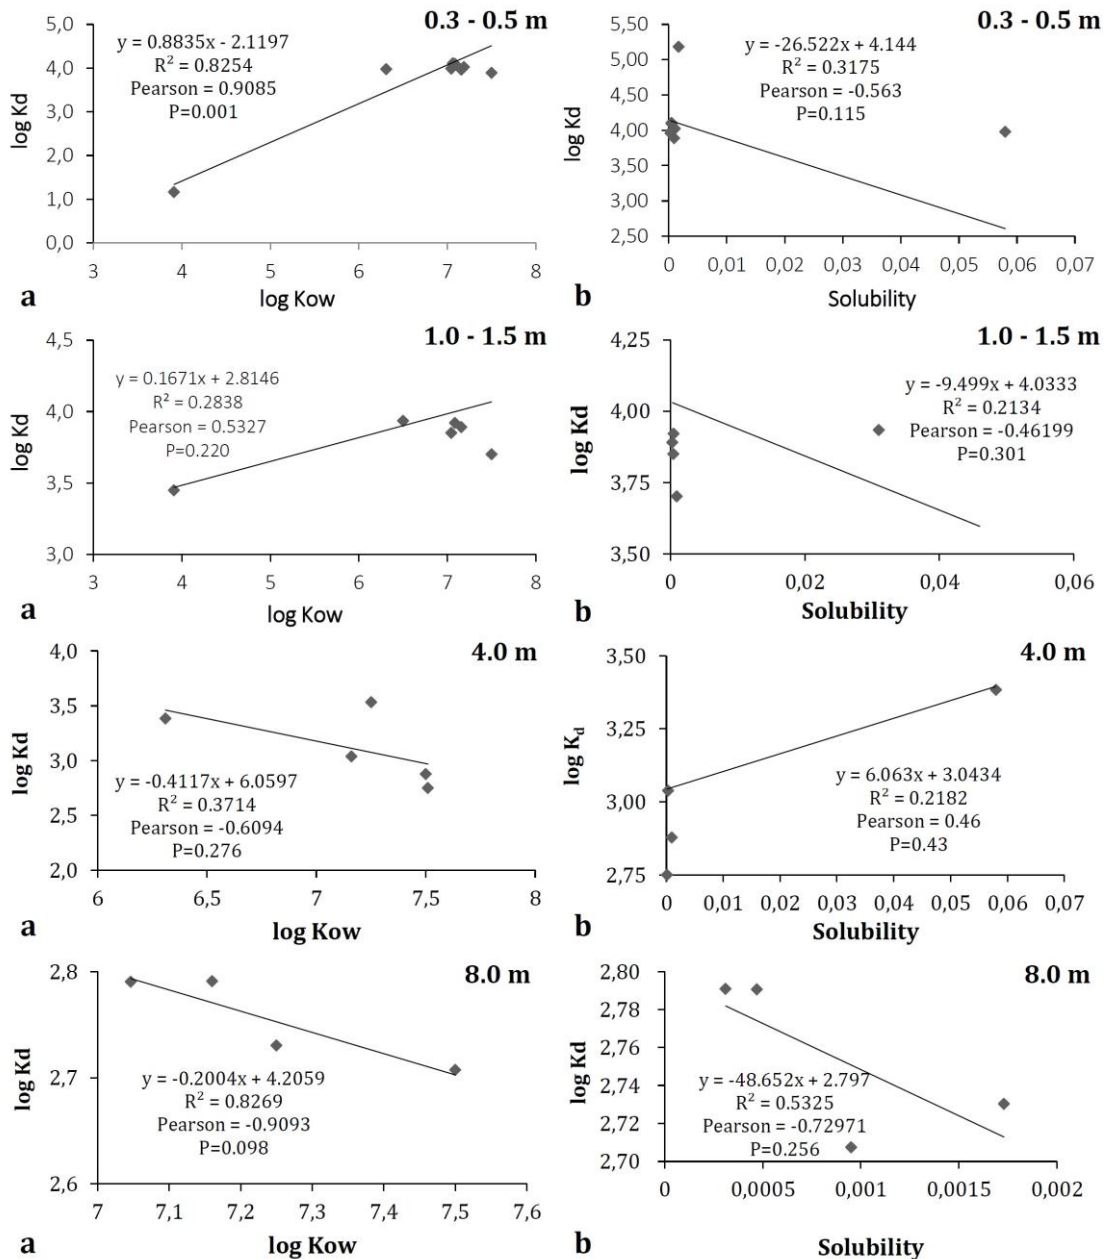 0.3 - 0.5 m
5,0
4,0
3,0
2,0
1,0
0,0
log Kd
y = 0.8835x - 2.1197
R² = 0.8254
Pearson = 0.9085
P=0.001
3 4 5 6 7 8
a
log Kow
0.3 - 0.5 m
5,50
5,00
4,50
4,00
3,50
3,00
2,50
log Kd
y = -26.522x + 4.144
R² = 0.3175
Pearson = -0.563
P=0.115
0 0,01 0,02 0,03 0,04 0,05 0,06 0,07
b
Solubility
1.0 - 1.5 m
4,5
4,0
3,5
3,0
log Kd
y = 0.1671x + 2.8146
R² = 0.2838
Pearson = 0.5327
P=0.220
3 4 5 6 7 8
a
log Kow
1.0 - 1.5 m
4,25
4,00
3,75
3,50
log Kd
y = -9.499x + 4.0333
R² = 0.2134
Pearson = -0.46199
P=0.301
0 0,02 0,04 0,06
b
Solubility
4.0 m
4,0
3,5
3,0
2,5
2,0
log Kd
y = -0.4117x + 6.0597
R² = 0.3714
Pearson = -0.6094
P=0.276
6 6,5 7 7,5 8
a
log Kow
4.0 m
3,50
3,25
3,00
2,75
log Kd
y = 6.063x + 3.0434
R² = 0.2182
Pearson = 0.46
P=0.43
0 0,01 0,02 0,03 0,04 0,05 0,06 0,07
b
Solubility
8.0 m
2,8
2,7
2,6
log Kd
y = -0.2004x + 4.2059
R² = 0.8269
Pearson = -0.9093
P=0.098
7 7,1 7,2 7,3 7,4 7,5 7,6
a
log Kow
8.0 m
2,80
2,78
2,76
2,74
2,72
2,70
log Kd
y = -48.652x + 2.797
R² = 0.5325
Pearson = -0.72971
P=0.256
0 0,0005 0,001 0,0015 0,002
b
Solubility